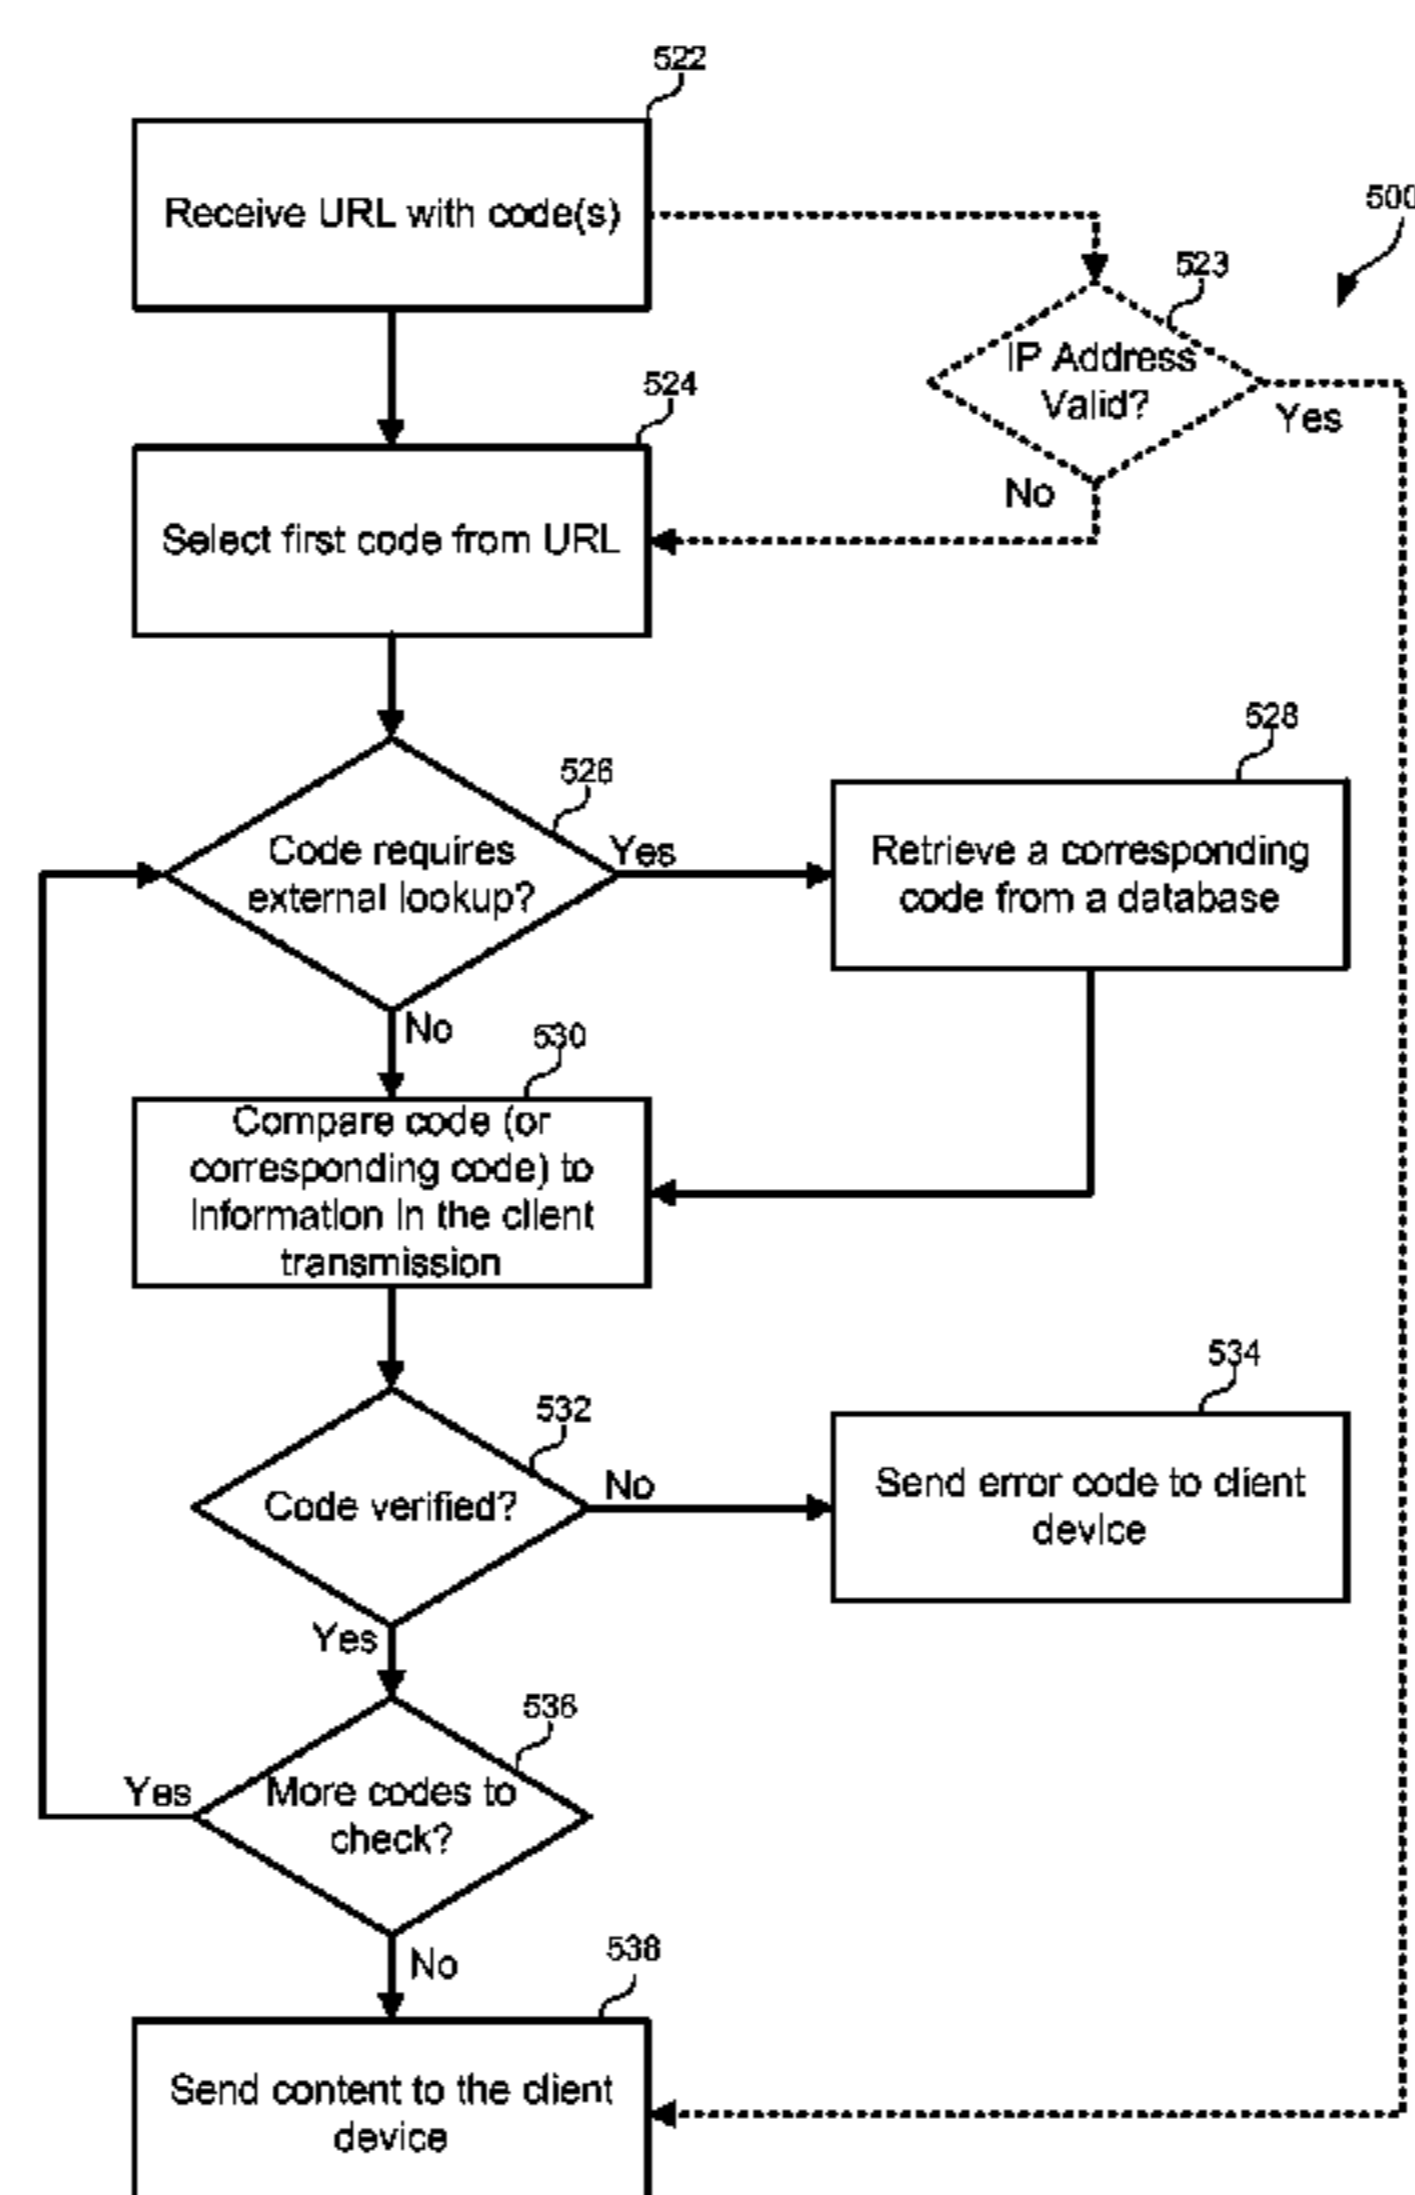 522
Receive URL with code(s)
500
523
IP Address
Valid?
Yes
No
524
Select first code from URL
526
Code requires
external lookup?
Yes
No
528
Retrieve a corresponding
code from a database
530
Compare code (or
corresponding code) to
information in the client
transmission
532
Code verified?
No
Yes
534
Send error code to client
device
536
More codes to
check?
Yes
No
538
Send content to the client
device